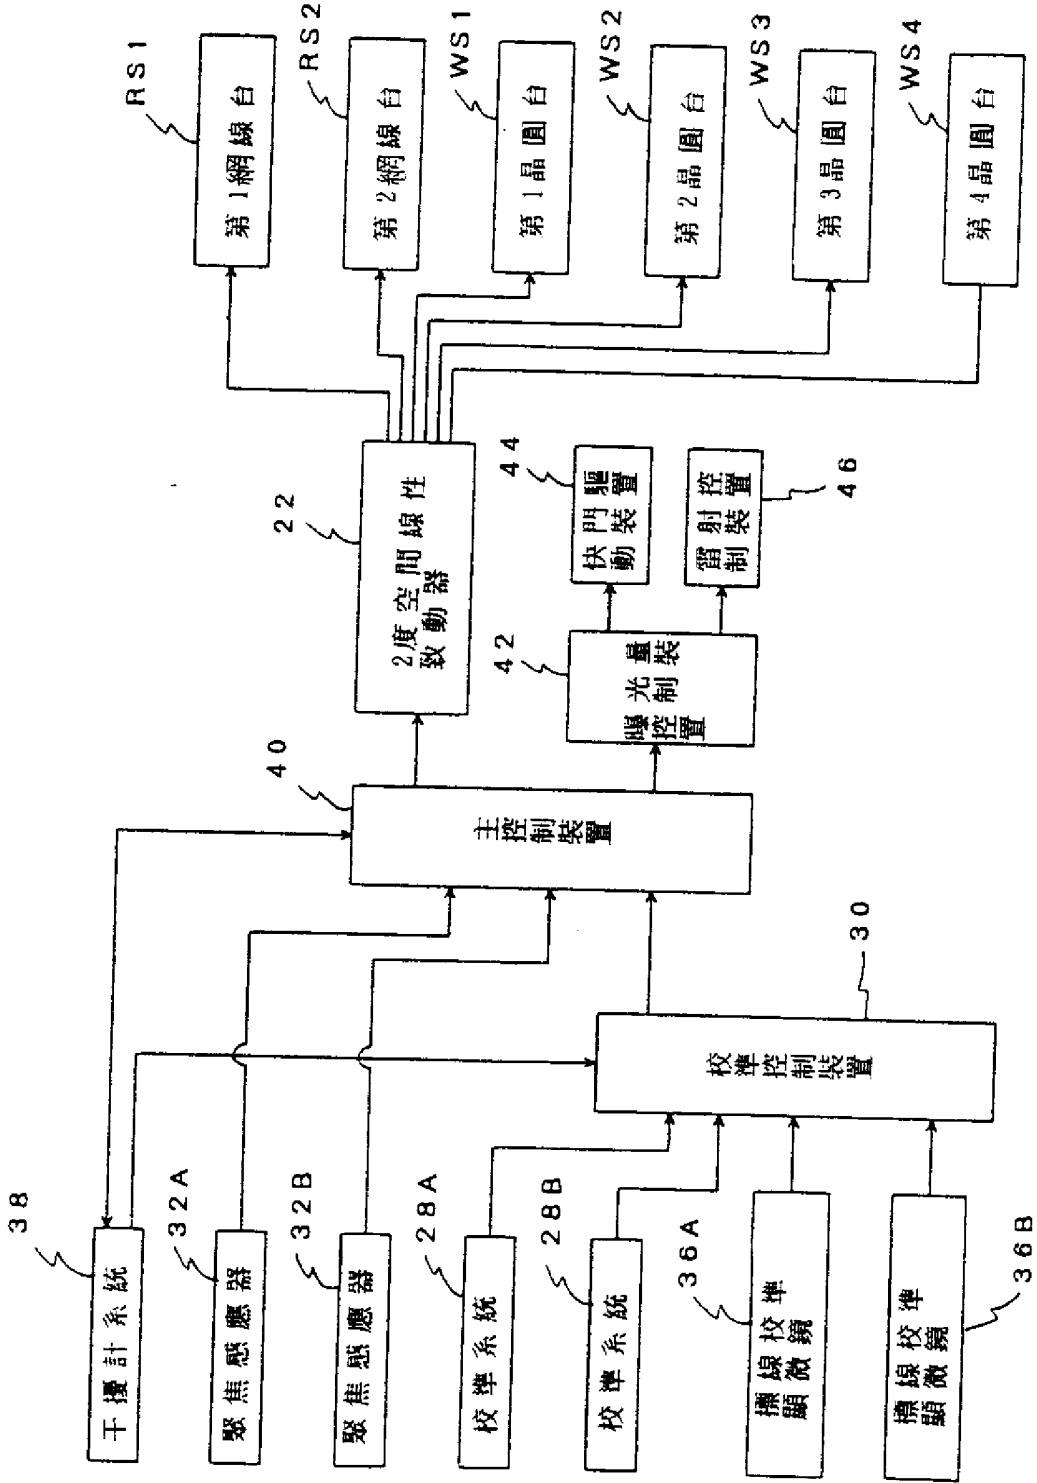 38
干擾計系統
32A
聚焦感應器
32B
聚焦感應器
28A
校準系統
28B
校準系統
36A
標線校準
顯微鏡
36B
標線校準
顯微鏡
30
校準控制裝置
40
主控制裝置
22
2度空間線性
致動器
42
曝光量
控制裝
置
44
快門驅
動裝置
46
雷射控
制裝置
RS1
第1網線台
RS2
第2網線台
WS1
第1晶圓台
WS2
第2晶圓台
WS3
第3晶圓台
WS4
第4晶圓台